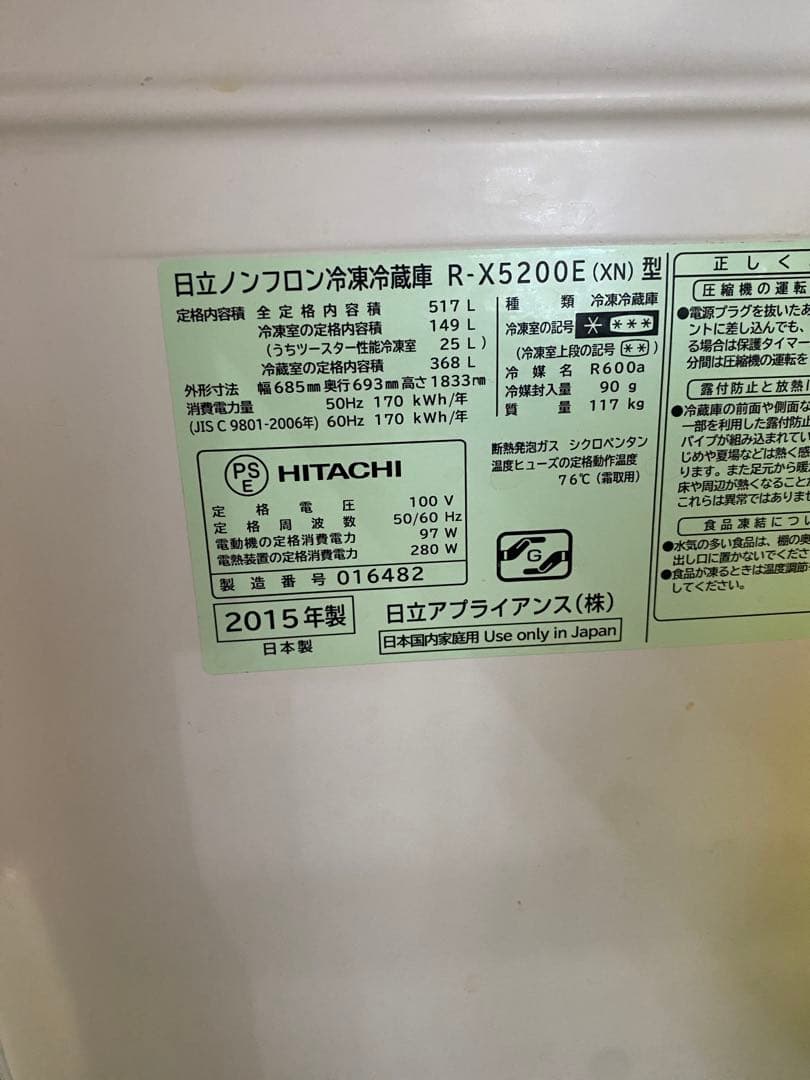 日立ノンフロン冷凍冷蔵庫 R-X5200E(XN)型
定格内容積 全定格内容積 517 L
冷凍室の定格内容積 149 L
(うちツースター性能冷凍室 25 L)
冷蔵室の定格内容積 368 L
外形寸法 幅685mm奥行693mm高さ1833mm
消費電力量 50Hz 170 kWh/年
(JIS C 9801-2006年) 60Hz 170 kWh/年
種類 冷凍冷蔵庫
冷凍室の記号 * ***
(冷凍室上段の記号 **)
冷媒名 R600a
冷媒封入量 90 g
質量 117 kg
断熱発泡ガス シクロペンタン
温度ヒューズの定格動作温度
76℃(霜取用)
PS
E
HITACHI
定格電圧 100 V
定格周波数 50/60 Hz
電動機の定格消費電力 97 W
電熱装置の定格消費電力 280 W
製造番号 016482
G
2015年製
日本製
日立アプライアンス(株)
日本国内家庭用 Use only in Japan
正しく
圧縮機の運転
●電源プラグを抜いたあ
ントに差し込んでも、
る場合は保護タイマー
分間は圧縮機の運転を
露付防止と放熱
●冷蔵庫の前面や側面な
一部を利用した露付防止
パイプが組み込まれてい
じめや夏場などは熱く感
ります。また足元から暖
床や周辺が熱くなること
これらは異常ではありませ
食品凍結につい
●水気の多い食品は、棚の奥
出し口に置かないでくださ
●食品が凍るときは温度調節
してください。